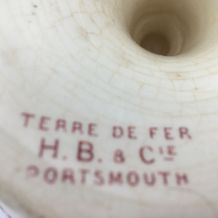 TERRE DE FER
H. B. & CIE
PORTSMOUTH